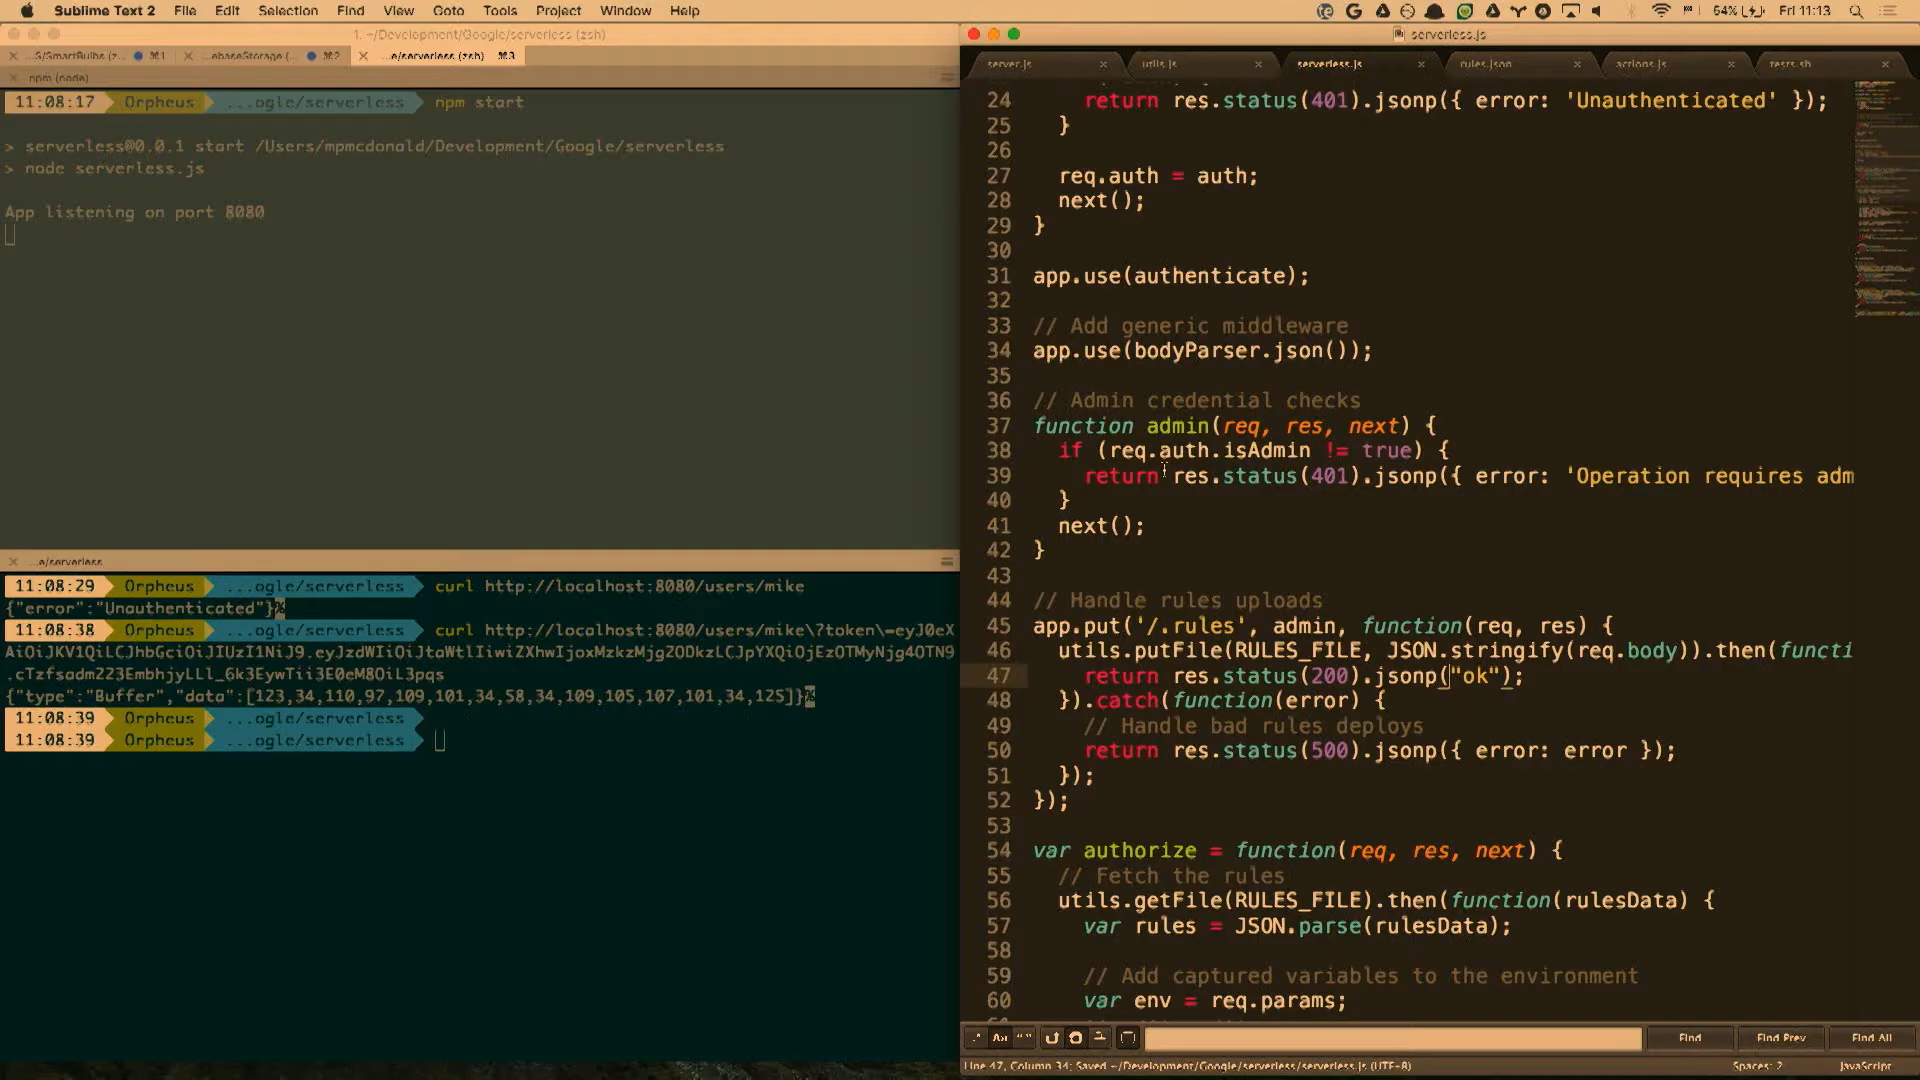 Sublime Text 2 File Edit Selection Find View Goto Tools Project Window Help
54% Fri 11:13
1. ~/Development/Google/serverless (zsh)
⌘1 ...ebaseStorage (... ⌘2 ...e/serverless (zsh) ⌘3
npm (node)
11:08:17 Orpheus ...ogle/serverless npm start
> serverless@0.0.1 start /Users/mpmcdonald/Development/Google/serverless
> node serverless.js
App listening on port 8080
...e/serverless
11:08:29 Orpheus ...ogle/serverless curl http://localhost:8080/users/mike
{"error":"Unauthenticated"}%
11:08:38 Orpheus ...ogle/serverless curl http://localhost:8080/users/mike\?token\=eyJ0eX
{"type":"Buffer","data":[123,34,110,97,109,101,34,58,34,109,105,107,101,34,125]}%
11:08:39 Orpheus ...ogle/serverless
11:08:39 Orpheus ...ogle/serverless
serverless.js
server.js utils.js serverless.js rules.json actions.js tests.sh
24 return res.status(401).jsonp({ error: 'Unauthenticated' });
25 }
26
27 req.auth = auth;
28 next();
29 }
30
31 app.use(authenticate);
32
33 // Add generic middleware
34 app.use(bodyParser.json());
35
36 // Admin credential checks
37 function admin(req, res, next) {
38 if (req.auth.isAdmin != true) {
39 return res.status(401).jsonp({ error: 'Operation requires adm
40 }
41 next();
42 }
43
44 // Handle rules uploads
45 app.put('/.rules', admin, function(req, res) {
46 utils.putFile(RULES_FILE, JSON.stringify(req.body)).then(functi
47 return res.status(200).jsonp("ok");
48 }).catch(function(error) {
49 // Handle bad rules deploys
50 return res.status(500).jsonp({ error: error });
51 });
52 });
53
54 var authorize = function(req, res, next) {
55 // Fetch the rules
56 utils.getFile(RULES_FILE).then(function(rulesData) {
57 var rules = JSON.parse(rulesData);
58
59 // Add captured variables to the environment
60 var env = req.params;
Find Find Prev Find All
Line 47, Column 34; Saved ~/Development/Google/serverless/serverless.js (UTF-8) Spaces: 2 JavaScript